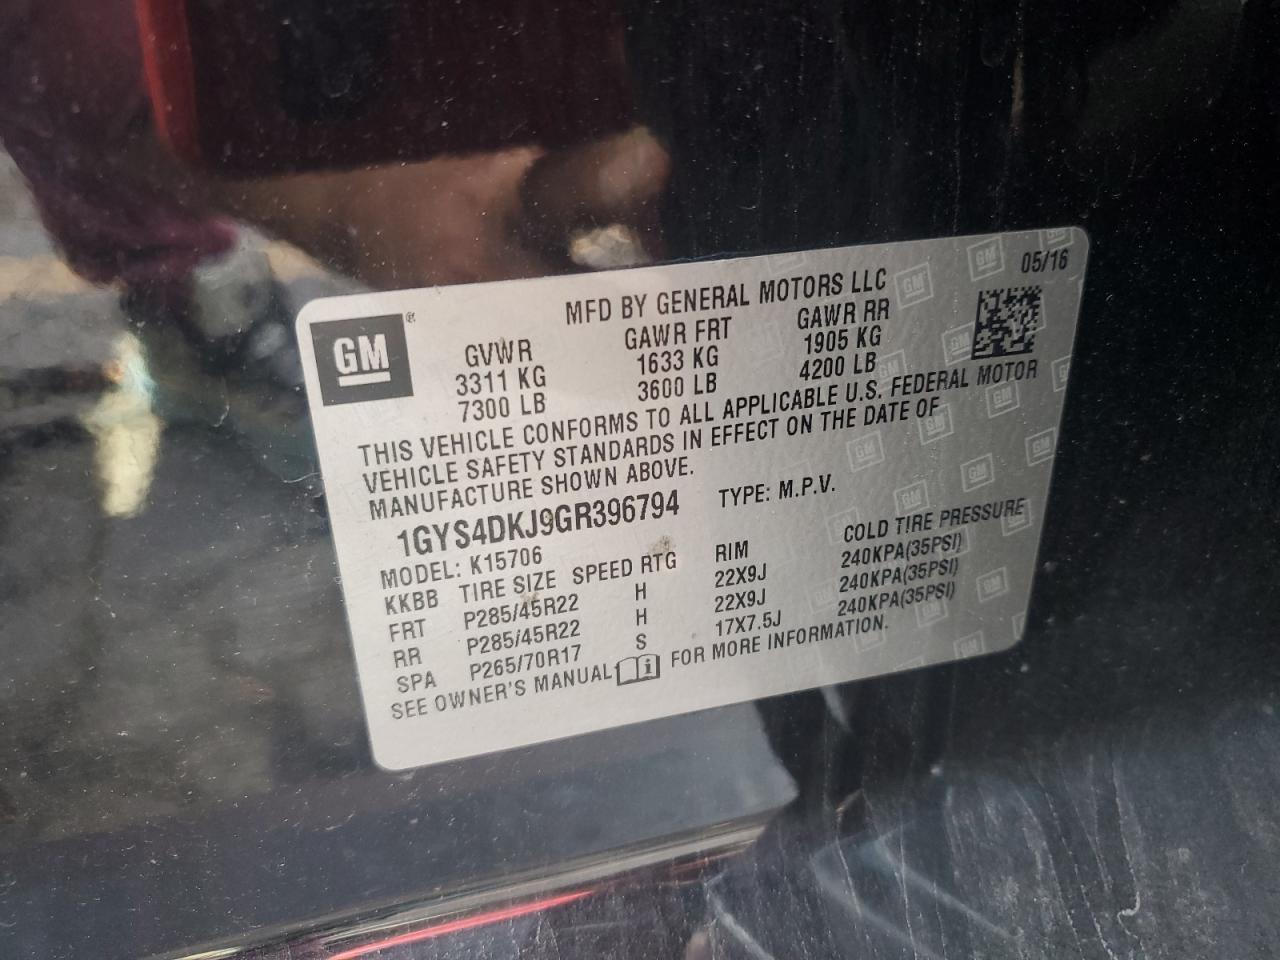 GM ®
05/16
MFD BY GENERAL MOTORS LLC
GVWR GAWR FRT GAWR RR
3311 KG 1633 KG 1905 KG
7300 LB 3600 LB 4200 LB
THIS VEHICLE CONFORMS TO ALL APPLICABLE U.S. FEDERAL MOTOR
VEHICLE SAFETY STANDARDS IN EFFECT ON THE DATE OF
MANUFACTURE SHOWN ABOVE.
1GYS4DKJ9GR396794 TYPE: M.P.V.
MODEL: K15706
KKBB TIRE SIZE SPEED RTG RIM COLD TIRE PRESSURE
FRT P285/45R22 H 22X9J 240KPA(35PSI)
RR P285/45R22 H 22X9J 240KPA(35PSI)
SPA P265/70R17 S 17X7.5J 240KPA(35PSI)
SEE OWNER'S MANUAL FOR MORE INFORMATION.